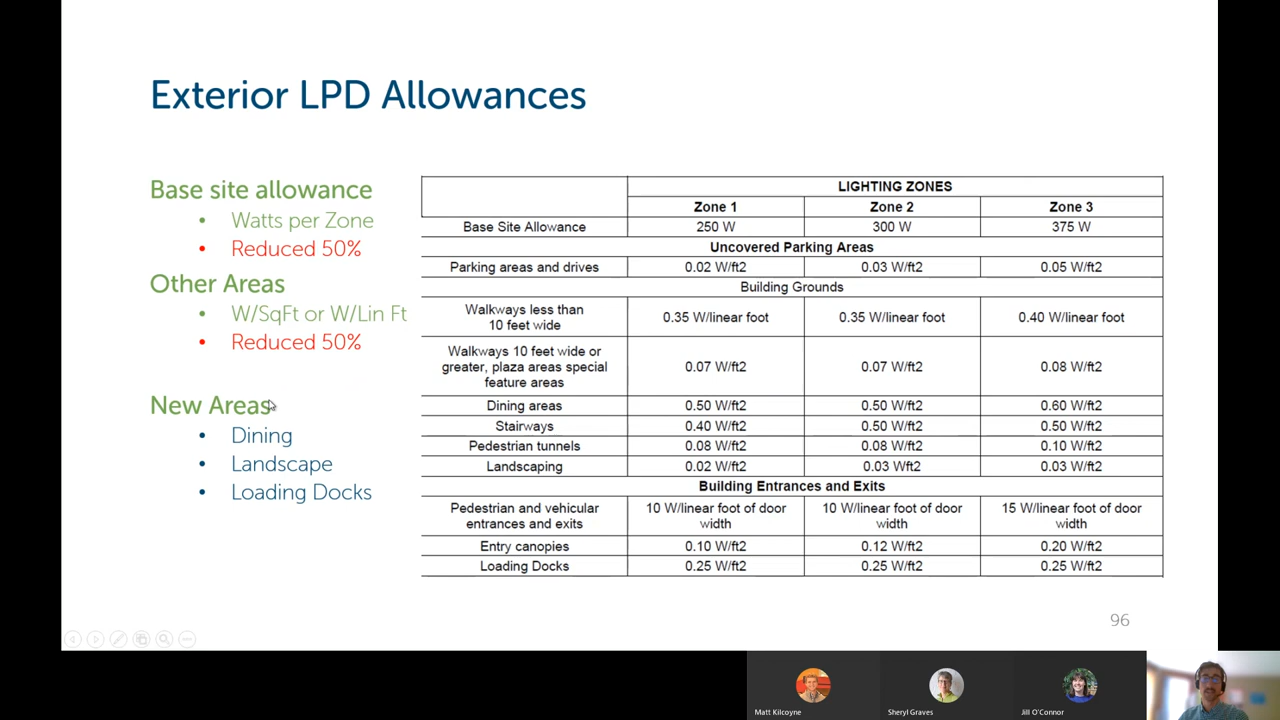 Exterior LPD Allowances
Base site allowance
• Watts per Zone
• Reduced 50%
Other Areas
• W/SqFt or W/Lin Ft
• Reduced 50%
New Areas
• Dining
• Landscape
• Loading Docks
LIGHTING ZONES
Zone 1 Zone 2 Zone 3
Base Site Allowance 250 W 300 W 375 W
Uncovered Parking Areas
Parking areas and drives 0.02 W/ft2 0.03 W/ft2 0.05 W/ft2
Building Grounds
Walkways less than
10 feet wide 0.35 W/linear foot 0.35 W/linear foot 0.40 W/linear foot
Walkways 10 feet wide or
greater, plaza areas special
feature areas 0.07 W/ft2 0.07 W/ft2 0.08 W/ft2
Dining areas 0.50 W/ft2 0.50 W/ft2 0.60 W/ft2
Stairways 0.40 W/ft2 0.50 W/ft2 0.50 W/ft2
Pedestrian tunnels 0.08 W/ft2 0.08 W/ft2 0.10 W/ft2
Landscaping 0.02 W/ft2 0.03 W/ft2 0.03 W/ft2
Building Entrances and Exits
Pedestrian and vehicular 10 W/linear foot of door 10 W/linear foot of door 15 W/linear foot of door
entrances and exits width width width
Entry canopies 0.10 W/ft2 0.12 W/ft2 0.20 W/ft2
Loading Docks 0.25 W/ft2 0.25 W/ft2 0.25 W/ft2
96
Matt Kilcoyne Sheryl Graves Jill O'Connor